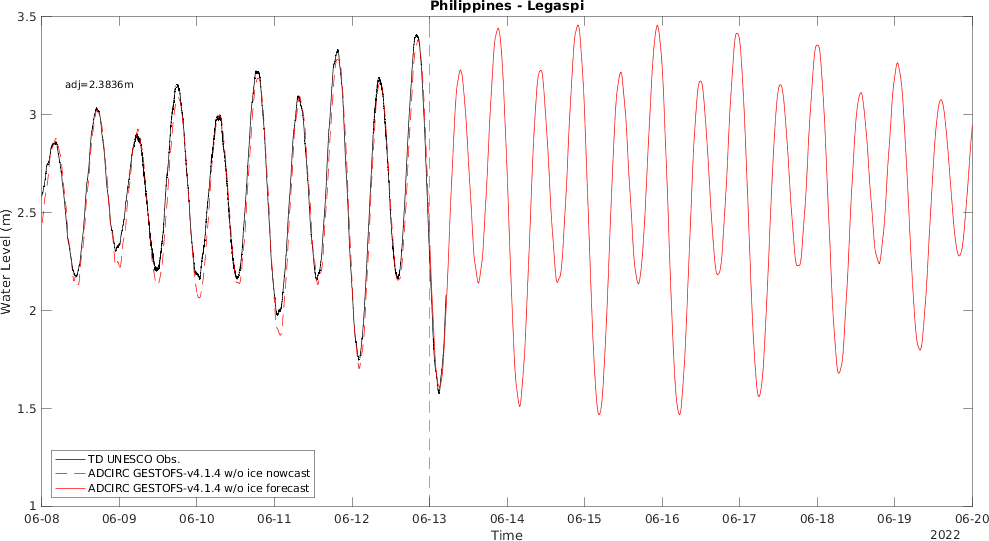 Philippines - Legaspi
3.5
3
2.5
2
1.5
1
Water Level (m)
adj=2.3836m
TD UNESCO Obs.
ADCIRC GESTOFS-v4.1.4 w/o ice nowcast
ADCIRC GESTOFS-v4.1.4 w/o ice forecast
06-08 06-09 06-10 06-11 06-12 06-13 06-14 06-15 06-16 06-17 06-18 06-19 06-20
Time
2022